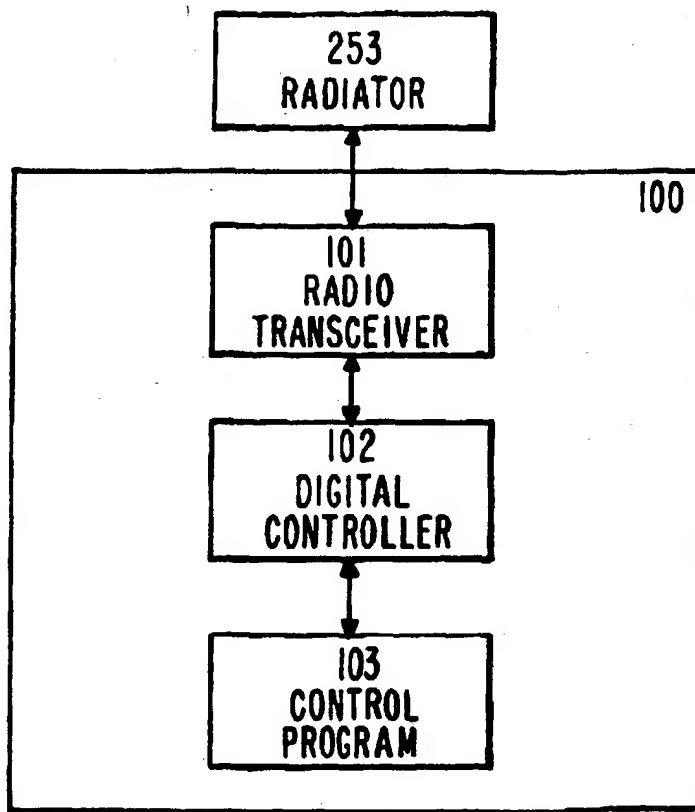 253
RADIATOR
100
101
RADIO
TRANSCEIVER
102
DIGITAL
CONTROLLER
103
CONTROL
PROGRAM